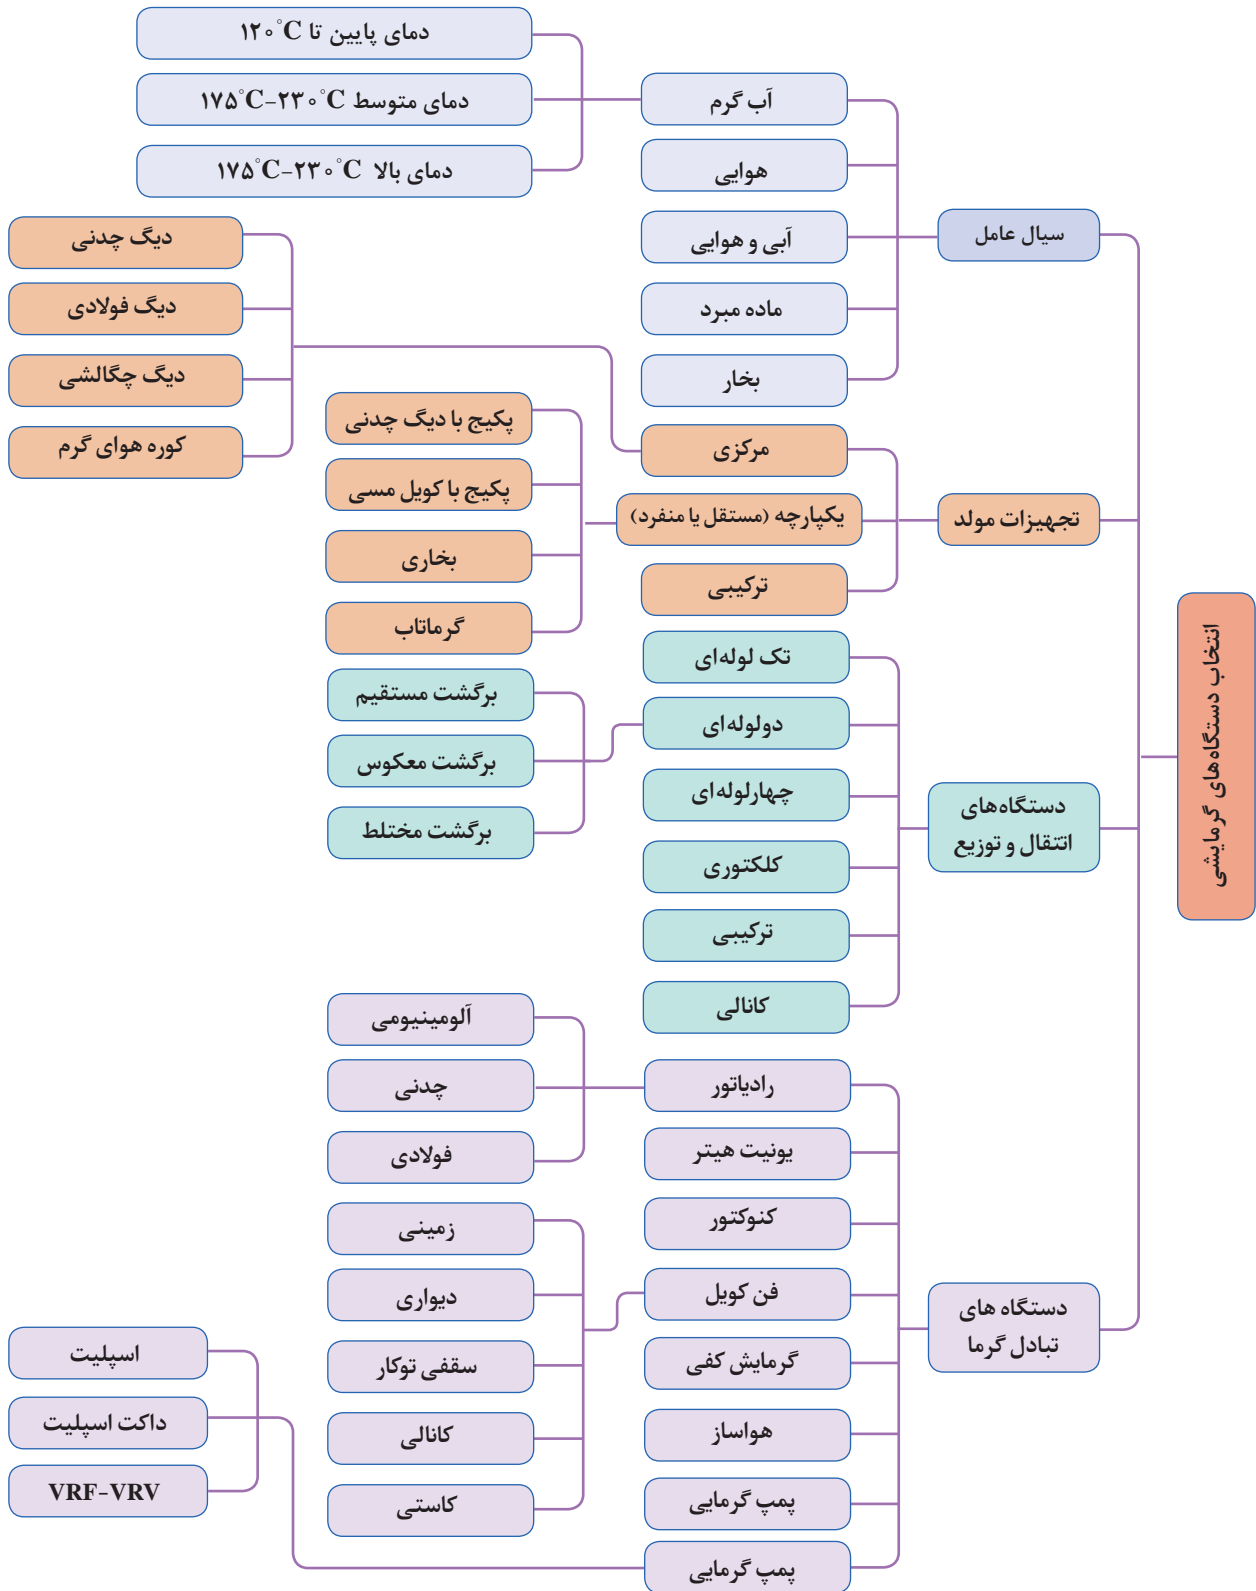 انتخاب دستگاه‌های گرمایشی
سیال عامل
آب گرم
دمای پایین تا ۱۲۰°C
دمای متوسط ۱۷۵°C-۲۳۰°C
دمای بالا ۱۷۵°C-۲۳۰°C
هوایی
آبی و هوایی
ماده مبرد
بخار
تجهیزات مولد
مرکزی
دیگ چدنی
دیگ فولادی
دیگ چگالشی
کوره هوای گرم
یکپارچه (مستقل یا منفرد)
پکیج با دیگ چدنی
پکیج با کویل مسی
بخاری
گرماتاب
ترکیبی
دستگاه‌های
انتقال و توزیع
تک لوله‌ای
دولوله‌ای
برگشت مستقیم
برگشت معکوس
برگشت مختلط
چهارلوله‌ای
کلکتوری
ترکیبی
کانالی
دستگاه های
تبادل گرما
رادیاتور
آلومینیومی
چدنی
فولادی
یونیت هیتر
کنوکتور
فن کویل
زمینی
دیواری
سقفی توکار
کانالی
کاستی
گرمایش کفی
هواساز
پمپ گرمایی
پمپ گرمایی
اسپلیت
داکت اسپلیت
VRF-VRV